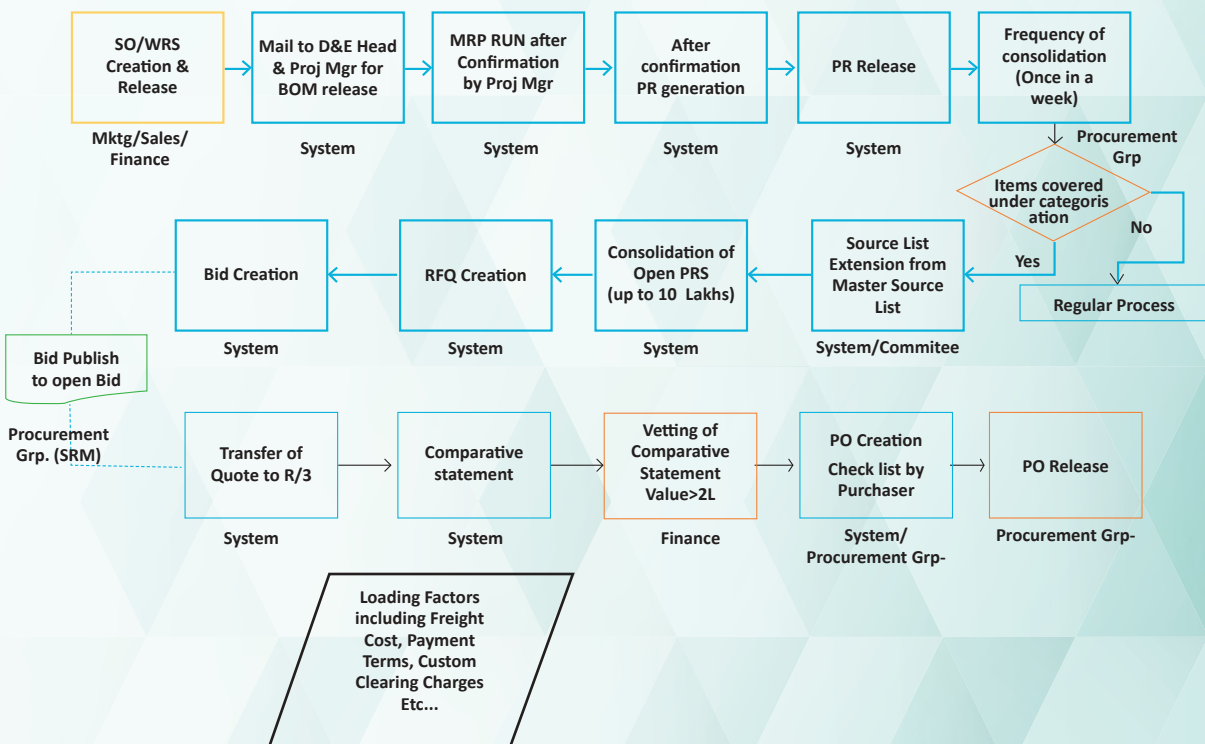 SO/WRS
Creation &
Release
Mktg/Sales/
Finance
Mail to D&E Head
& Proj Mgr for
BOM release
System
MRP RUN after
Confirmation
by Proj Mgr
System
After
confirmation
PR generation
System
PR Release
System
Frequency of
consolidation
(Once in a
week)
Procurement
Grp
Items covered
under categoris
ation
No
Yes
Regular Process
Source List
Extension from
Master Source
List
System/Commitee
Consolidation of
Open PRS
(up to 10 Lakhs)
System
RFQ Creation
System
Bid Creation
System
Bid Publish
to open Bid
Procurement
Grp. (SRM)
Transfer of
Quote to R/3
System
Comparative
statement
System
Vetting of
Comparative
Statement
Value>2L
Finance
PO Creation
Check list by
Purchaser
System/
Procurement Grp-
PO Release
Procurement Grp-
Loading Factors
including Freight
Cost, Payment
Terms, Custom
Clearing Charges
Etc...